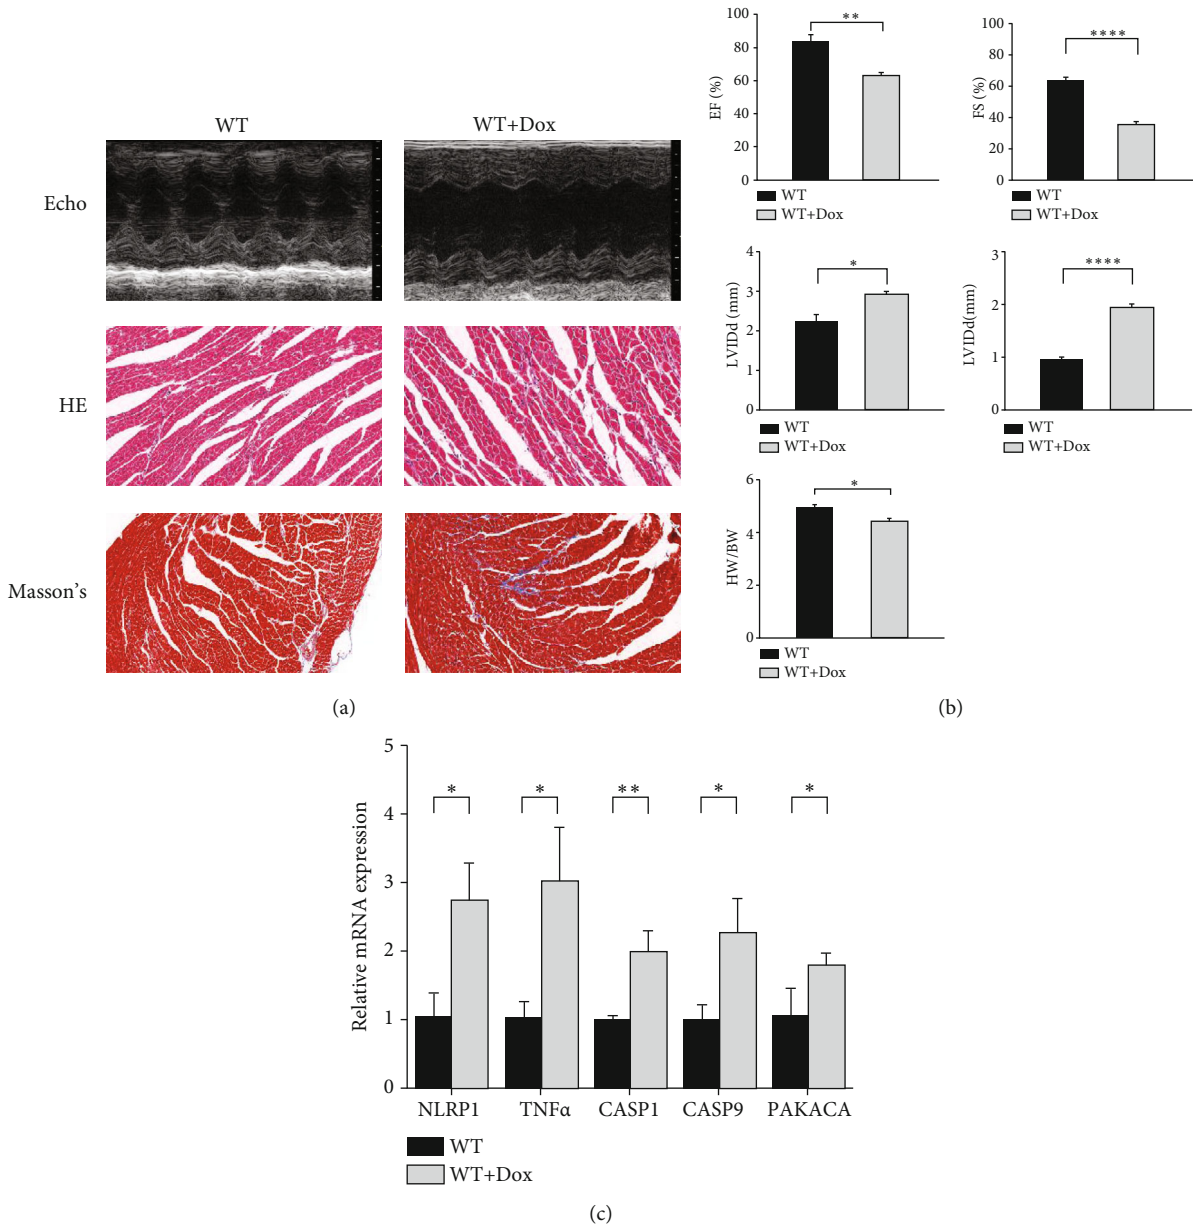 WT
WT+Dox
Echo
HE
Masson's
(a)
EF (%)
100
80
60
40
20
0
**
WT
WT+Dox
FS (%)
100
80
60
40
20
0
****
WT
WT+Dox
LVIDd (mm)
4
3
2
1
0
*
WT
WT+Dox
LVIDd(mm)
3
2
1
0
****
WT
WT+Dox
HW/BW
6
4
2
0
*
WT
WT+Dox
(b)
Relative mRNA expression
5
4
3
2
1
0
* * ** * *
NLRP1 TNFα CASP1 CASP9 PAKACA
WT
WT+Dox
(c)